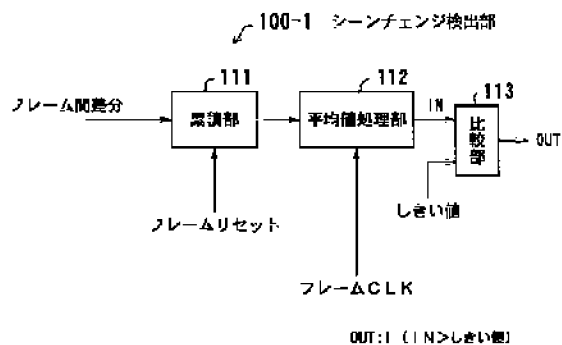 100-1 シーンチェンジ検出部
111
112
113
フレーム間差分
累積部
平均値処理部
IN
比較部
OUT
しきい値
フレームリセット
フレームCLK
OUT:1 (IN>しきい値)